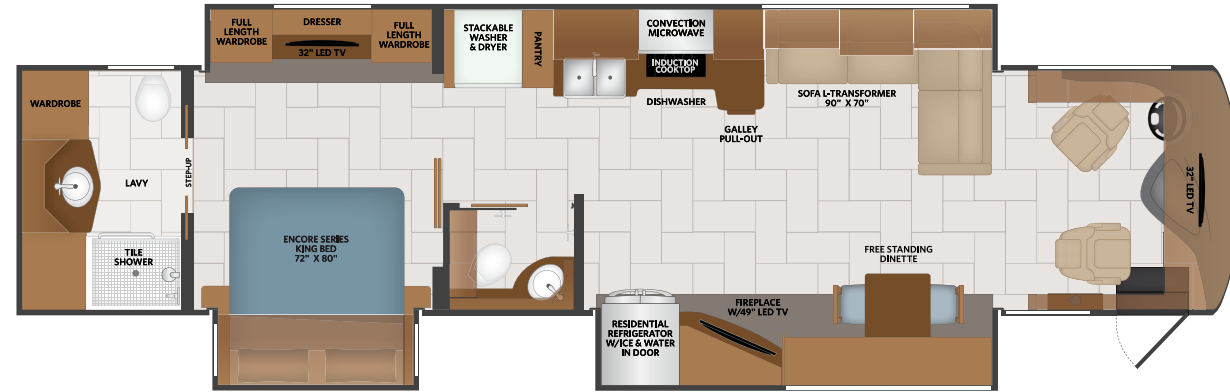 FULL
LENGTH
WARDROBE
DRESSER
32" LED TV
FULL
LENGTH
WARDROBE
STACKABLE
WASHER
& DRYER
PANTRY
CONVECTION
MICROWAVE
INDUCTION
COOKTOP
DISHWASHER
GALLEY
PULL-OUT
SOFA L-TRANSFORMER
90" X 70"
WARDROBE
LAVY
STEP-UP
TILE
SHOWER
ENCORE SERIES
KING BED
72" X 80"
32" LED TV
FREE STANDING
DINETTE
FIREPLACE
W/49" LED TV
RESIDENTIAL
REFRIGERATOR
W/ICE & WATER
IN DOOR